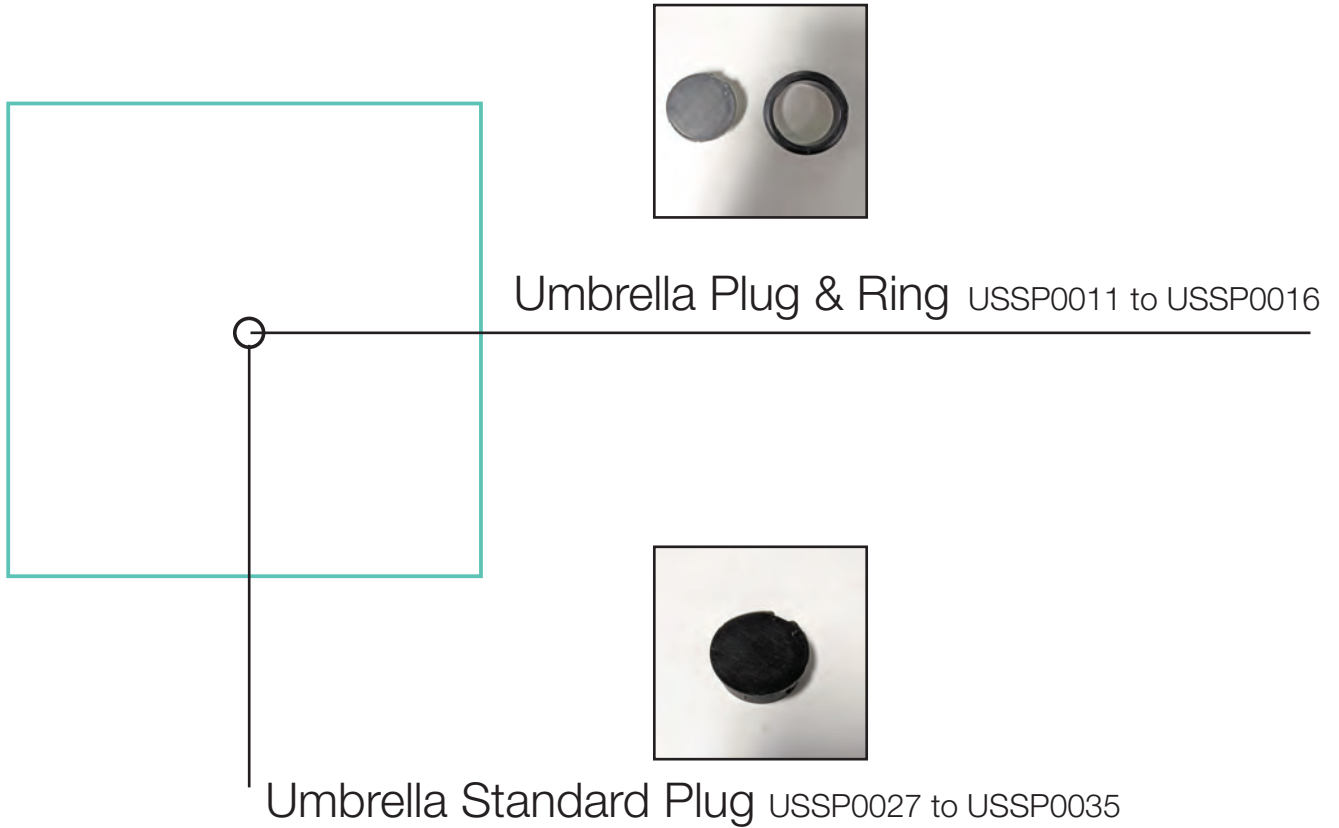 Umbrella Plug & Ring USSP0011 to USSP0016
Umbrella Standard Plug USSP0027 to USSP0035